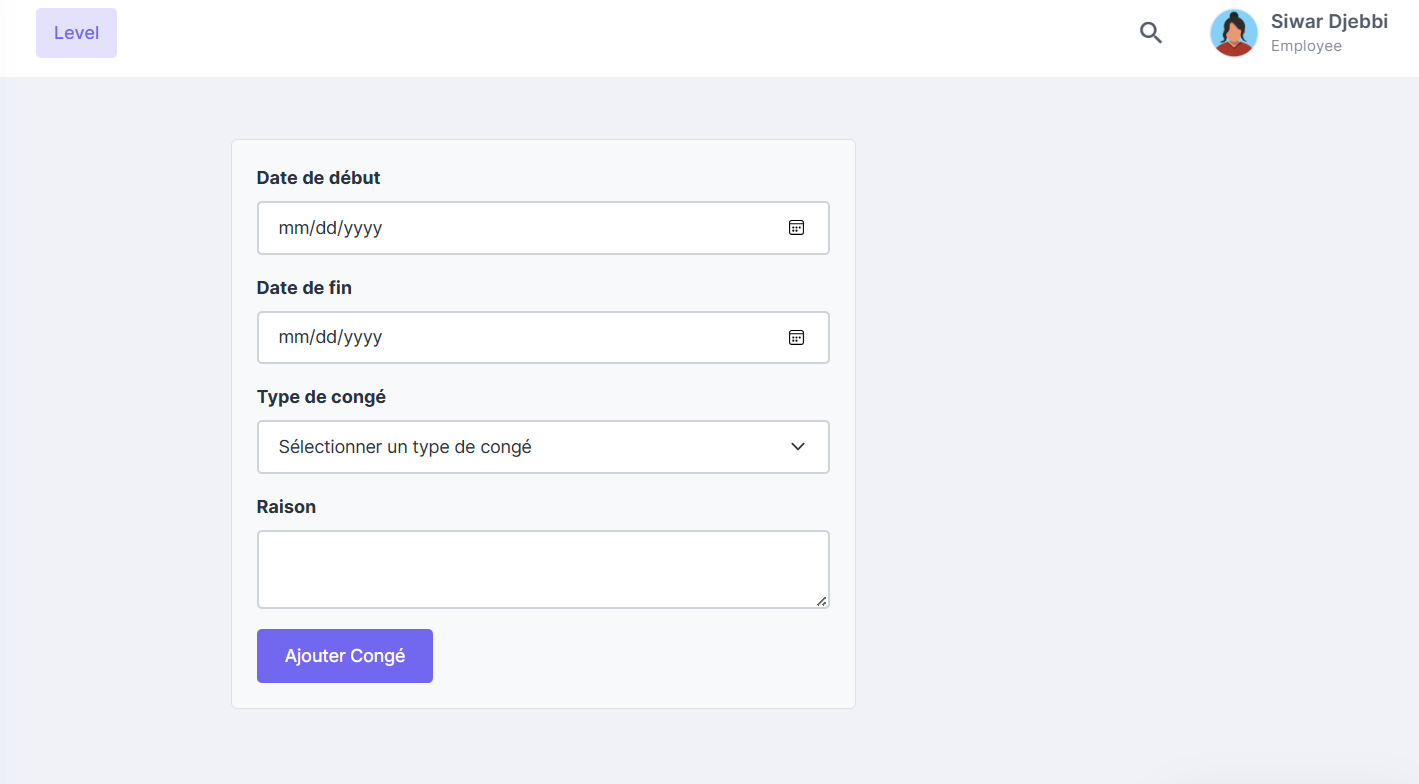 Level
Siwar Djebbi
Employee
Date de début
mm/dd/yyyy
Date de fin
mm/dd/yyyy
Type de congé
Sélectionner un type de congé
Raison
Ajouter Congé